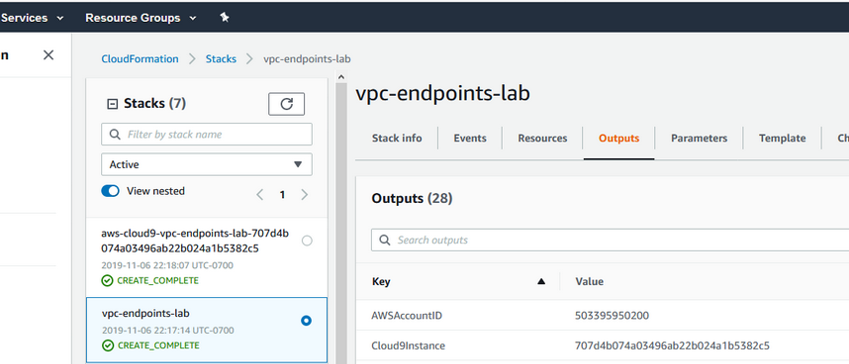 Services Resource Groups
n
CloudFormation Stacks vpc-endpoints-lab
Stacks (7)
Filter by stack name
Active
View nested
1
aws-cloud9-vpc-endpoints-lab-707d4b
074a03496ab22b024a1b5382c5
2019-11-06 22:18:07 UTC-0700
CREATE_COMPLETE
vpc-endpoints-lab
2019-11-06 22:17:14 UTC-0700
CREATE_COMPLETE
vpc-endpoints-lab
Stack info Events Resources Outputs Parameters Template Ch
Outputs (28)
Search outputs
Key Value
AWSAccountID 503395950200
Cloud9Instance 707d4b074a03496ab22b024a1b5382c5